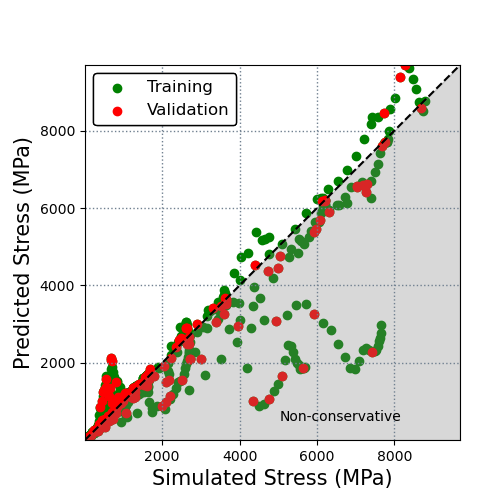 Training
Validation
Predicted Stress (MPa)
8000
6000
4000
2000
Non-conservative
2000 4000 6000 8000
Simulated Stress (MPa)